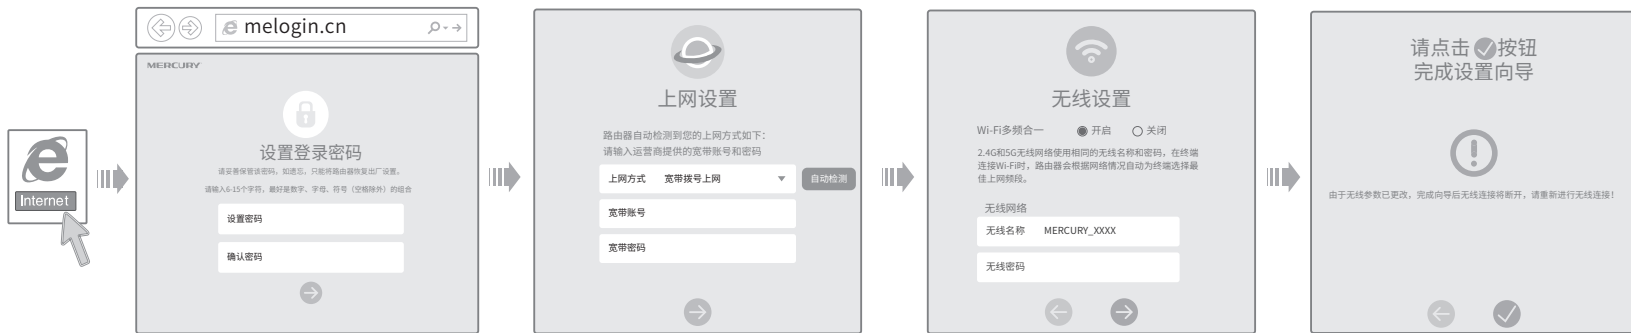 Internet
melogin.cn
MERCURY
设置登录密码
请妥善保管该密码，如遗忘，只能将路由器恢复出厂设置。
请输入6-15个字符，最好是数字、字母、符号（空格除外）的组合
设置密码
确认密码
上网设置
路由器自动检测到您的上网方式如下：
请输入运营商提供的宽带账号和密码
上网方式 宽带拨号上网 自动检测
宽带账号
宽带密码
无线设置
Wi-Fi多频合一 开启 关闭
2.4G和5G无线网络使用相同的无线名称和密码，在终端
连接Wi-Fi时，路由器会根据网络情况自动为终端选择最
佳上网频段。
无线网络
无线名称 MERCURY_XXXX
无线密码
请点击按钮
完成设置向导
由于无线参数已更改，完成向导后无线连接将断开，请重新进行无线连接！